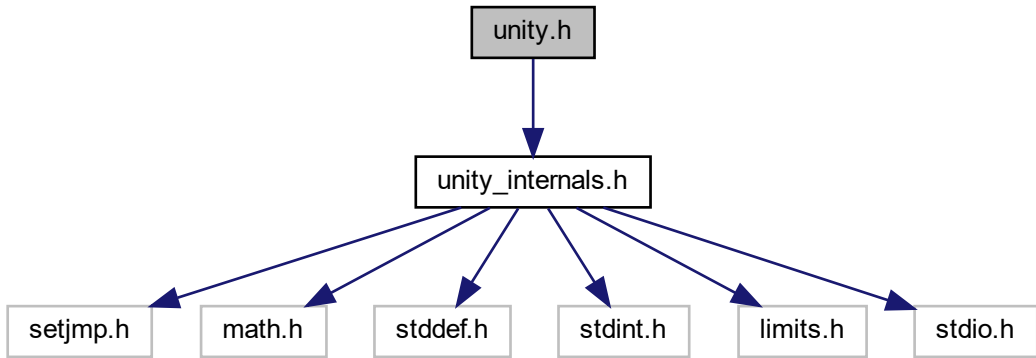 unity.h
unity_internals.h
setjmp.h
math.h
stddef.h
stdint.h
limits.h
stdio.h